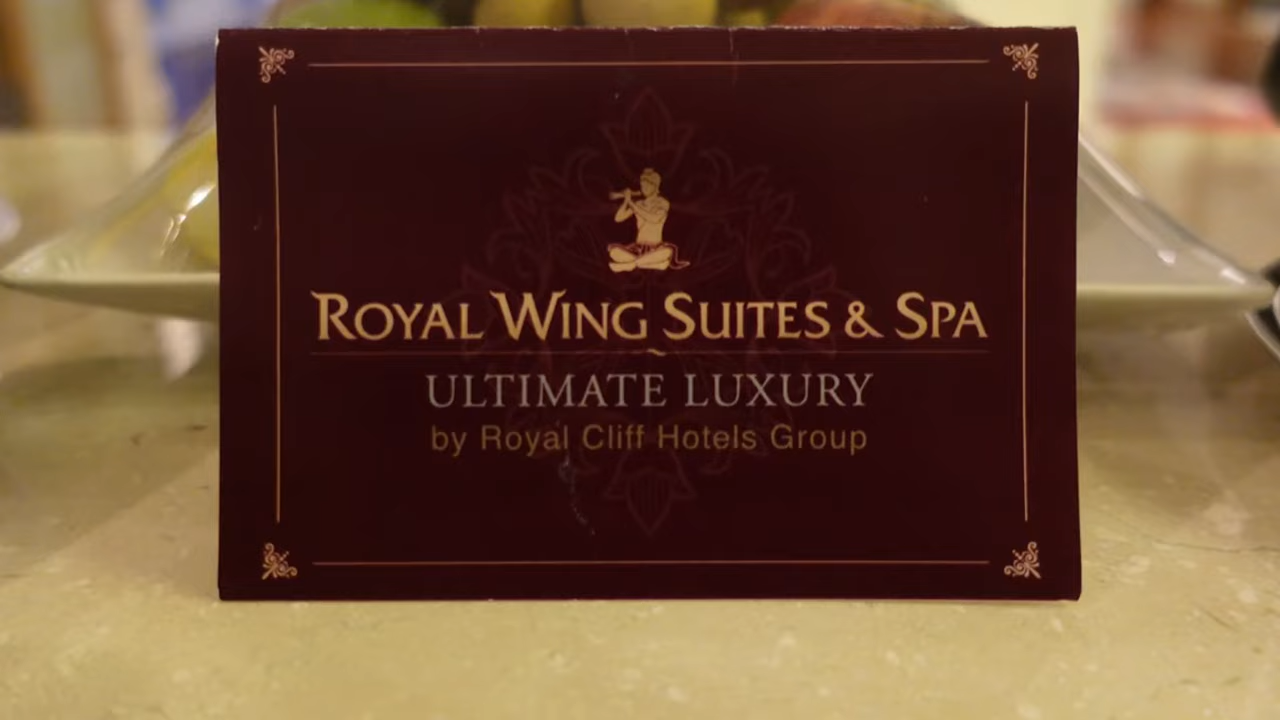 ROYAL WING SUITES & SPA
ULTIMATE LUXURY
by Royal Cliff Hotels Group